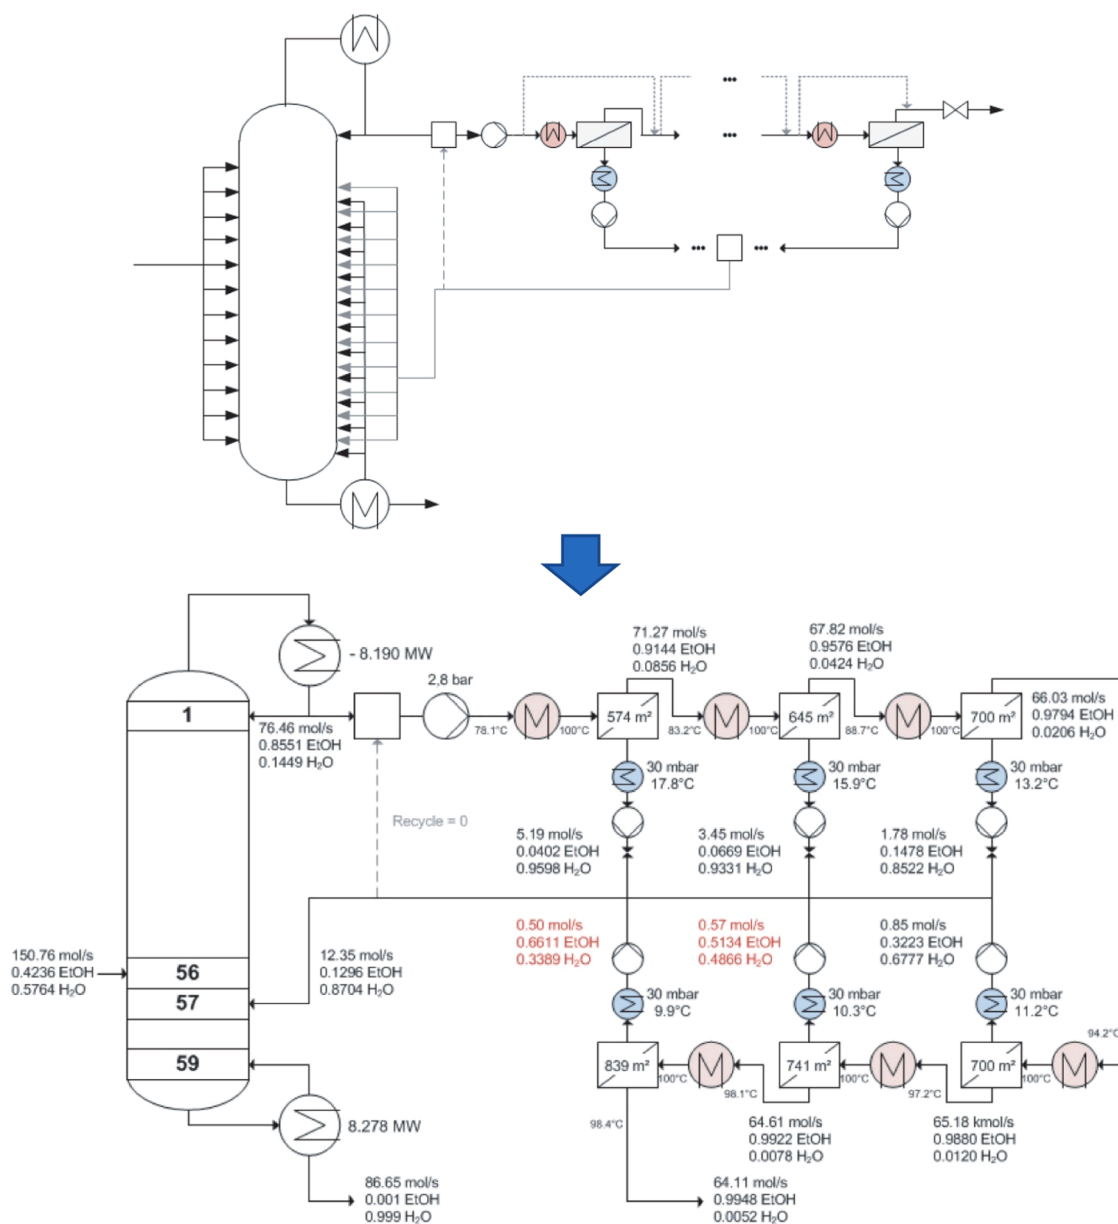 - 8.190 MW
1
76.46 mol/s
0.8551 EtOH
0.1449 H₂O
2,8 bar
78.1°C
100°C
574 m²
71.27 mol/s
0.9144 EtOH
0.0856 H₂O
83.2°C
100°C
645 m²
67.82 mol/s
0.9576 EtOH
0.0424 H₂O
88.7°C
100°C
700 m²
66.03 mol/s
0.9794 EtOH
0.0206 H₂O
30 mbar
17.8°C
30 mbar
15.9°C
30 mbar
13.2°C
Recycle = 0
5.19 mol/s
0.0402 EtOH
0.9598 H₂O
3.45 mol/s
0.0669 EtOH
0.9331 H₂O
1.78 mol/s
0.1478 EtOH
0.8522 H₂O
150.76 mol/s
0.4236 EtOH
0.5764 H₂O
56
57
59
12.35 mol/s
0.1296 EtOH
0.8704 H₂O
0.50 mol/s
0.6611 EtOH
0.3389 H₂O
0.57 mol/s
0.5134 EtOH
0.4866 H₂O
0.85 mol/s
0.3223 EtOH
0.6777 H₂O
30 mbar
9.9°C
30 mbar
10.3°C
30 mbar
11.2°C
839 m²
100°C
98.1°C
741 m²
100°C
97.2°C
700 m²
100°C
94.2°C
98.4°C
64.61 mol/s
0.9922 EtOH
0.0078 H₂O
65.18 kmol/s
0.9880 EtOH
0.0120 H₂O
8.278 MW
86.65 mol/s
0.001 EtOH
0.999 H₂O
64.11 mol/s
0.9948 EtOH
0.0052 H₂O